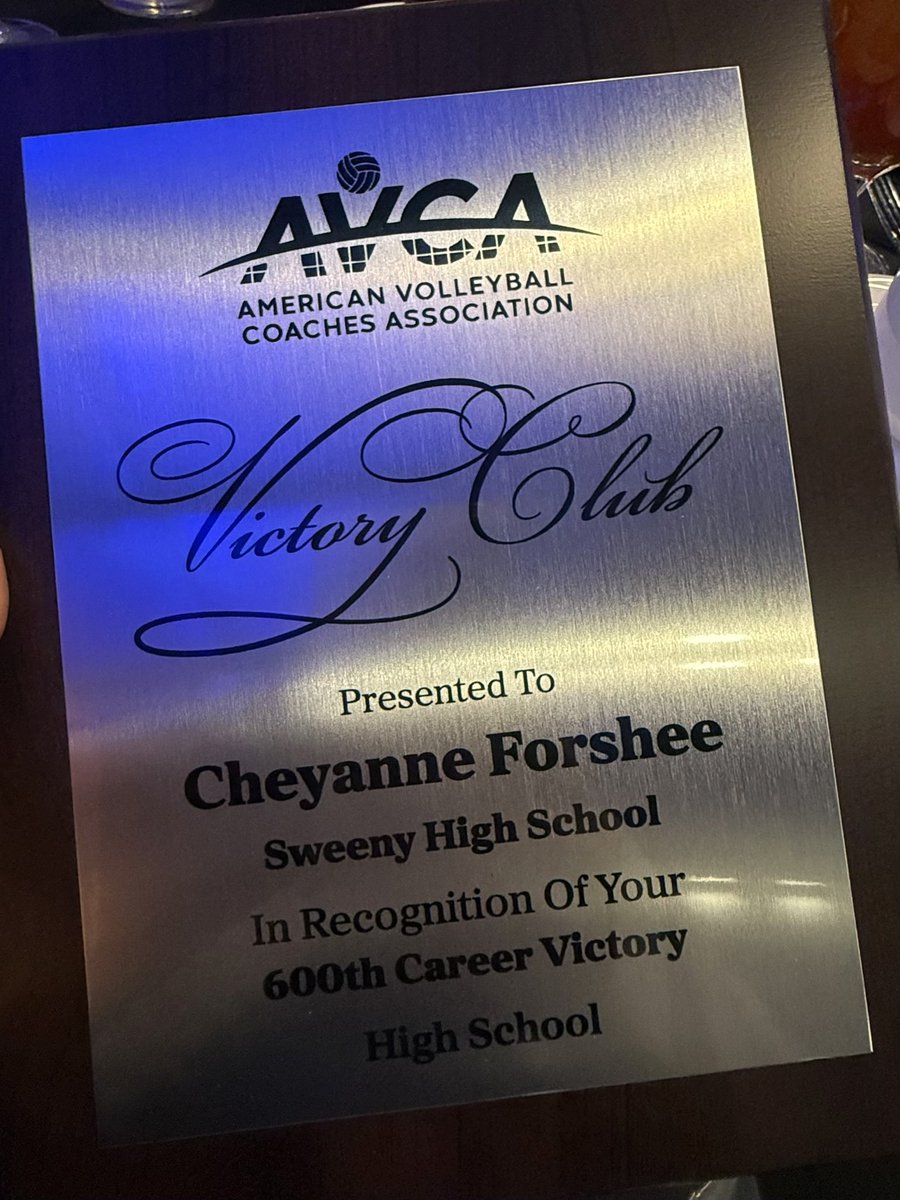 AVCA
AMERICAN VOLLEYBALL
COACHES ASSOCIATION
Victory Club
Presented To
Cheyanne Forshee
Sweeny High School
In Recognition Of Your
600th Career Victory
High School